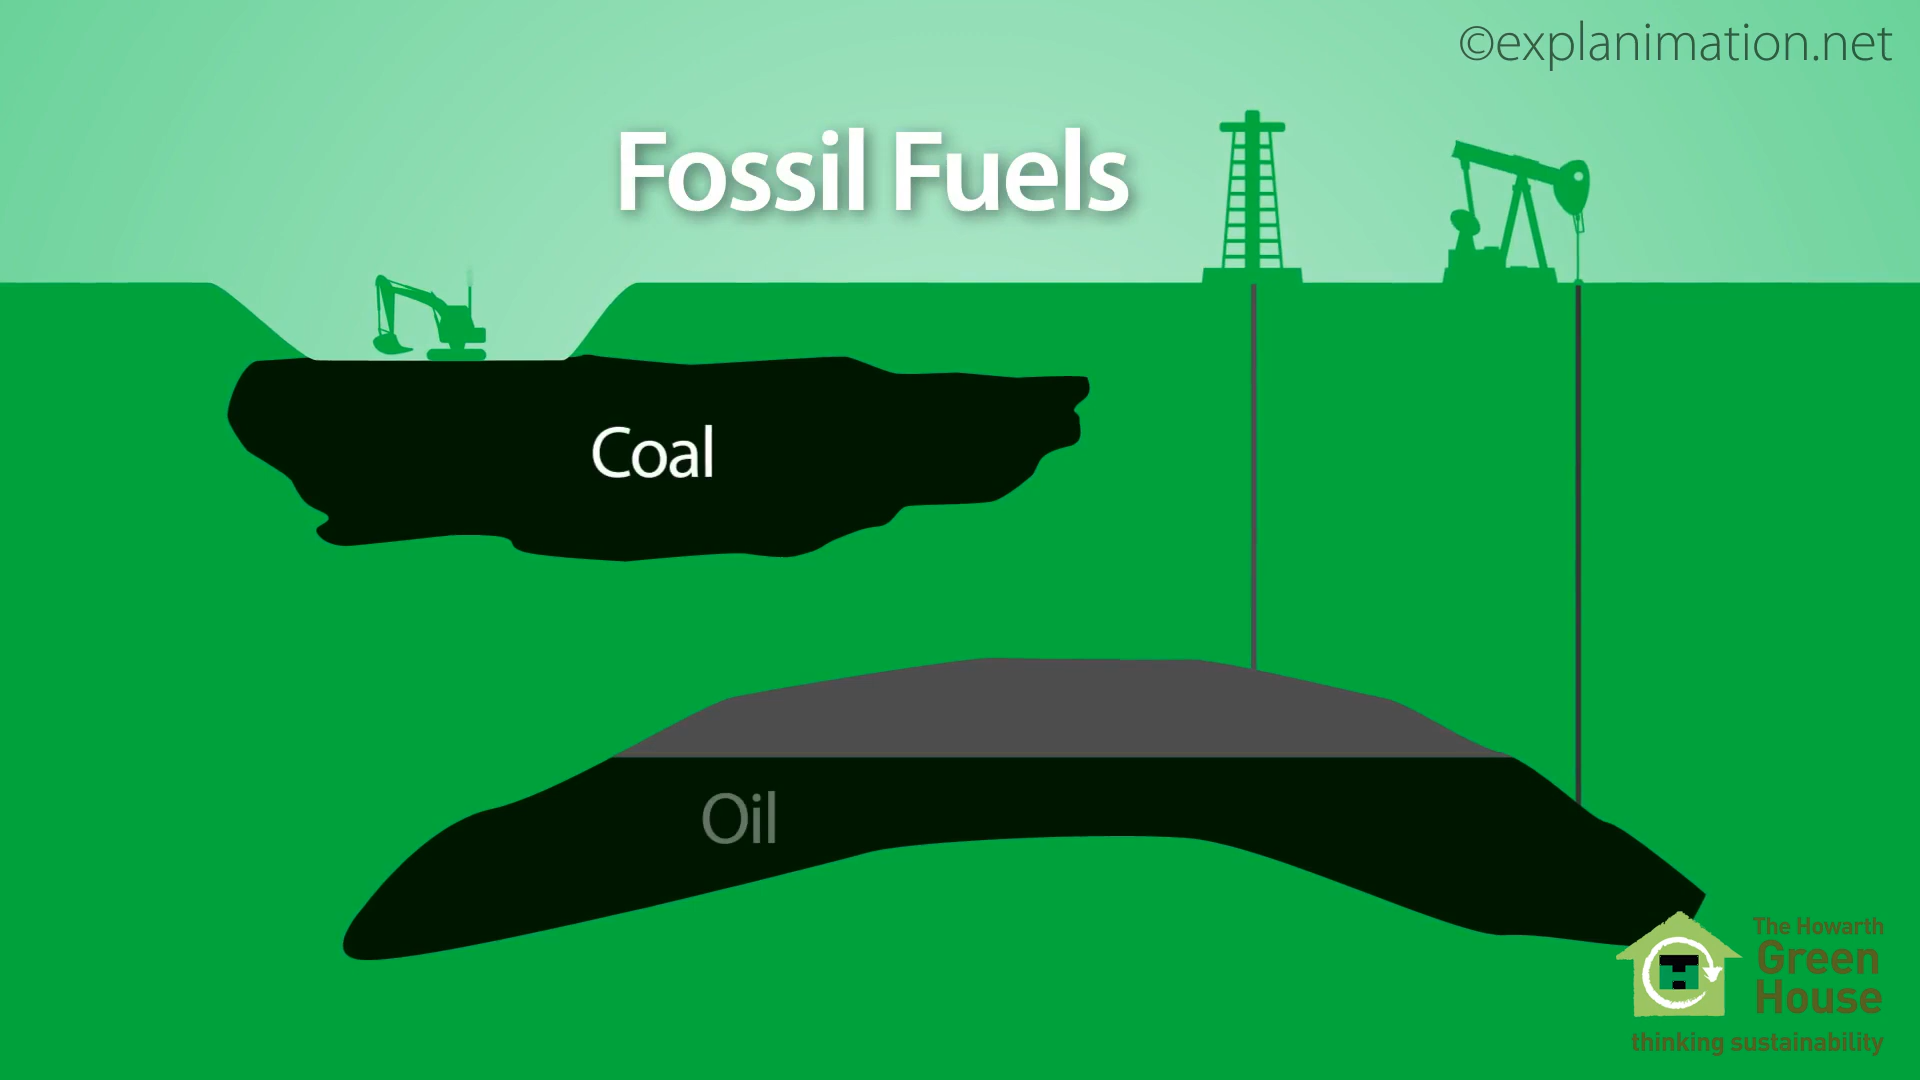 ©explanimation.net
Fossil Fuels
Coal
Oil
The Howarth
Green
House
thinking sustainability